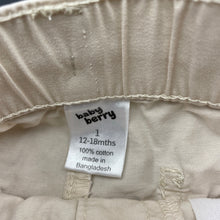 baby
berry
1
12-18mths
100% cotton
made in
Bangladesh